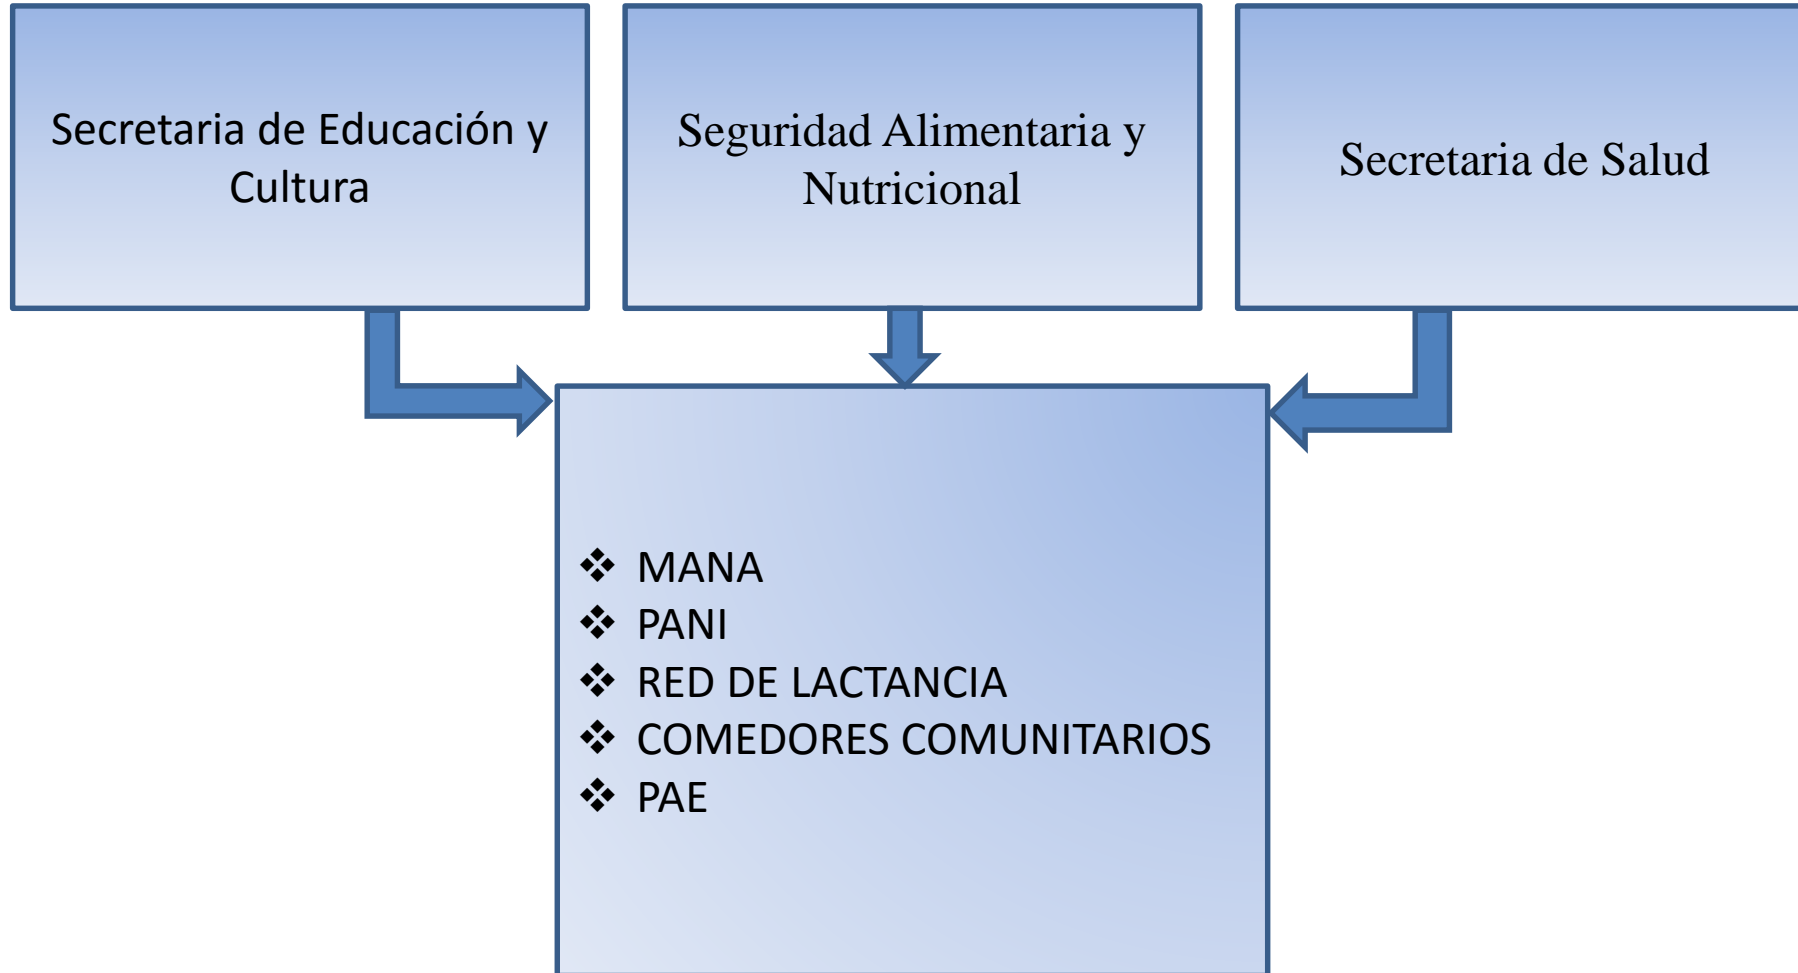 Secretaria de Educación y
Cultura
Seguridad Alimentaria y
Nutricional
Secretaria de Salud
❖ MANA
❖ PANI
❖ RED DE LACTANCIA
❖ COMEDORES COMUNITARIOS
❖ PAE